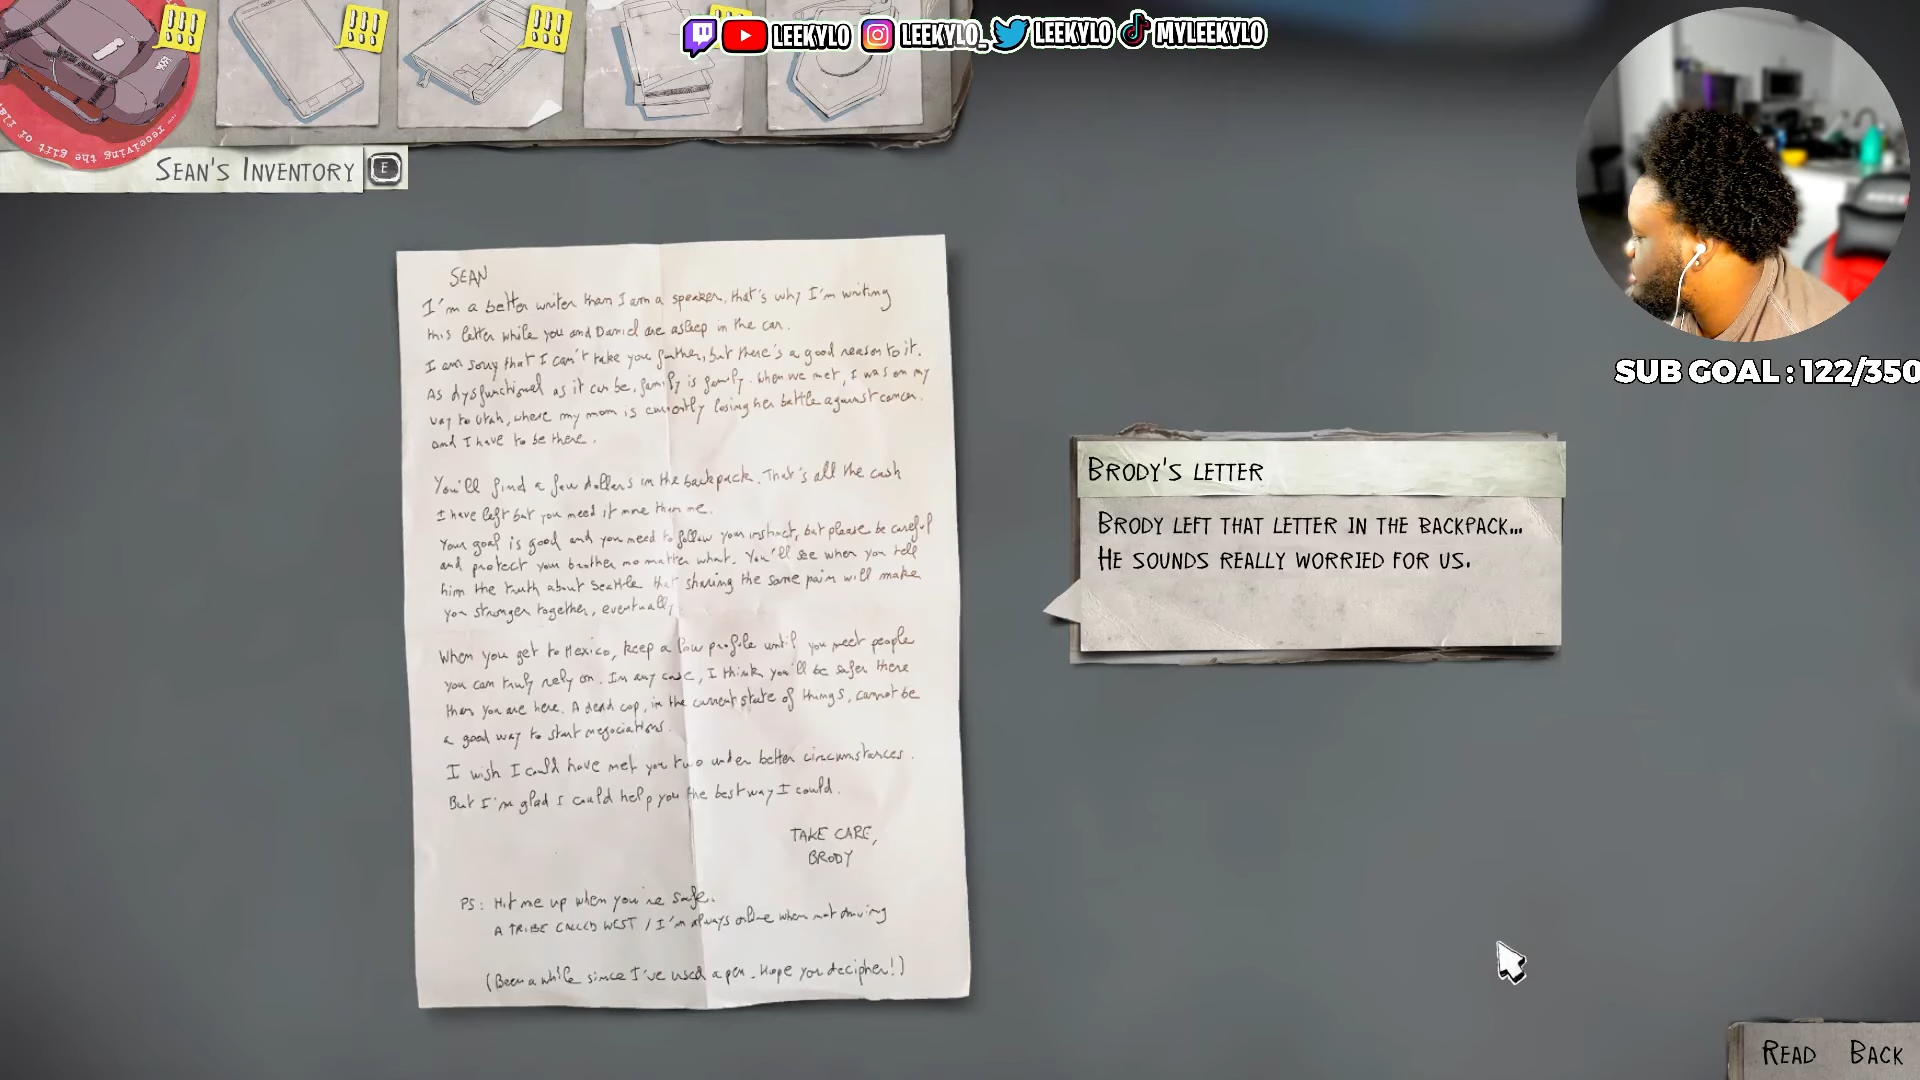 LEEKYLO LEEKYLO_ LEEKYLO MYLEEKYLO
receiving the gift of
SEAN'S INVENTORY E
SUB GOAL : 122/350
SEAN
I'm a better writer than I am a speaker, that's why I'm writing
this letter while you and Daniel are asleep in the car.
I am sorry that I can't take you further, but there's a good reason to it.
As dysfunctional as it can be, family is family. When we met, I was on my
way to Utah, where my mom is currently losing her battle against cancer.
and I have to be there.
You'll find a few dollars in the backpack. That's all the cash
I have left but you need it more than me.
Your goal is good and you need to follow your instinct, but please be careful
and protect your brother no matter what. You'll see when you tell
him the truth about Seattle that sharing the same pain will make
you stronger together, eventually
When you get to Mexico, keep a low profile until you meet people
you can truly rely on. In any case, I think you'll be safer there
than you are here. A dead cop, in the current state of things, cannot be
a good way to start negociations.
I wish I could have met you two under better circumstances.
But I'm glad I could help you the best way I could.
TAKE CARE,
BRODY
PS: Hit me up when you're safe.
A TRIBE CALLED WEST / I'm always online when not driving
(Been a while since I've used a pen. Hope you decipher!)
BRODY'S LETTER
BRODY LEFT THAT LETTER IN THE BACKPACK...
HE SOUNDS REALLY WORRIED FOR US.
READ BACK